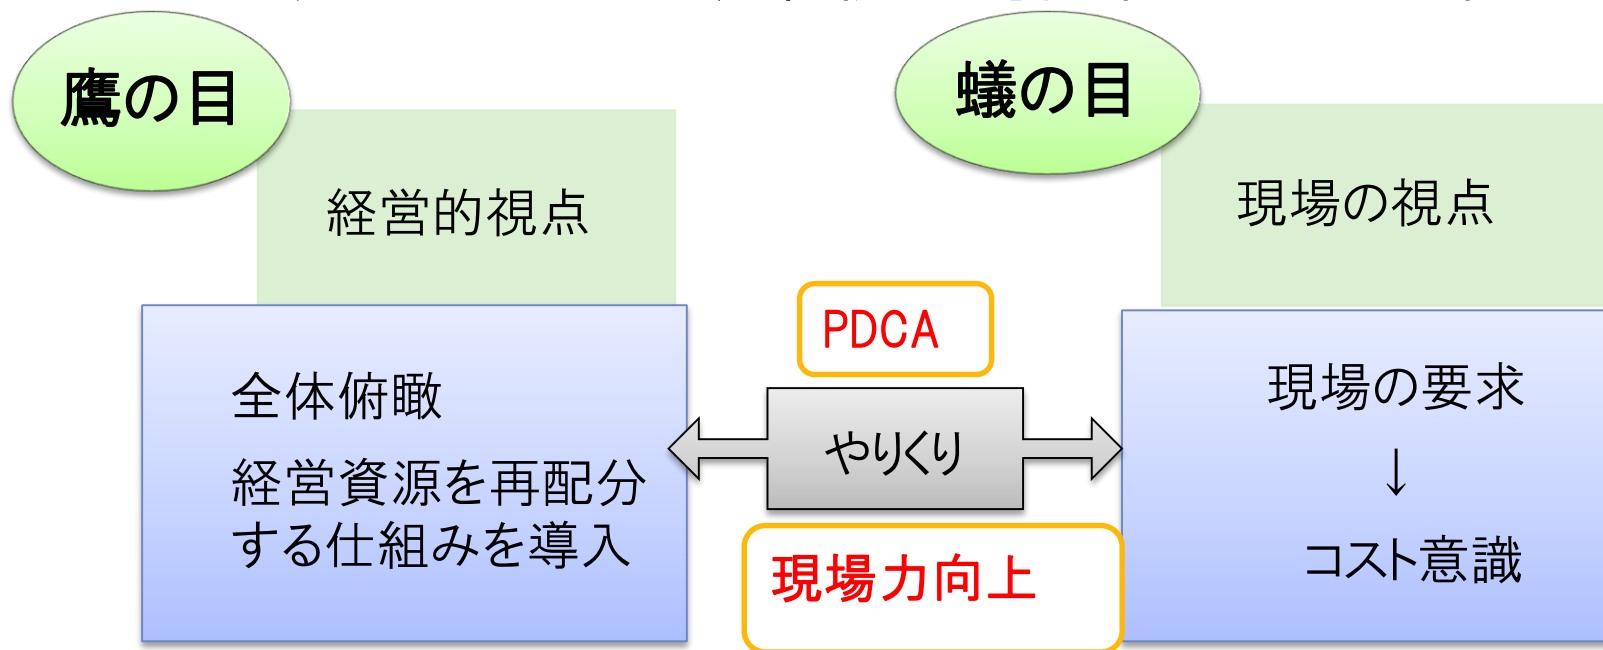 鷹の目
経営的視点
全体俯瞰
経営資源を再配分
する仕組みを導入
PDCA
やりくり
現場力向上
蟻の目
現場の視点
現場の要求
↓
コスト意識